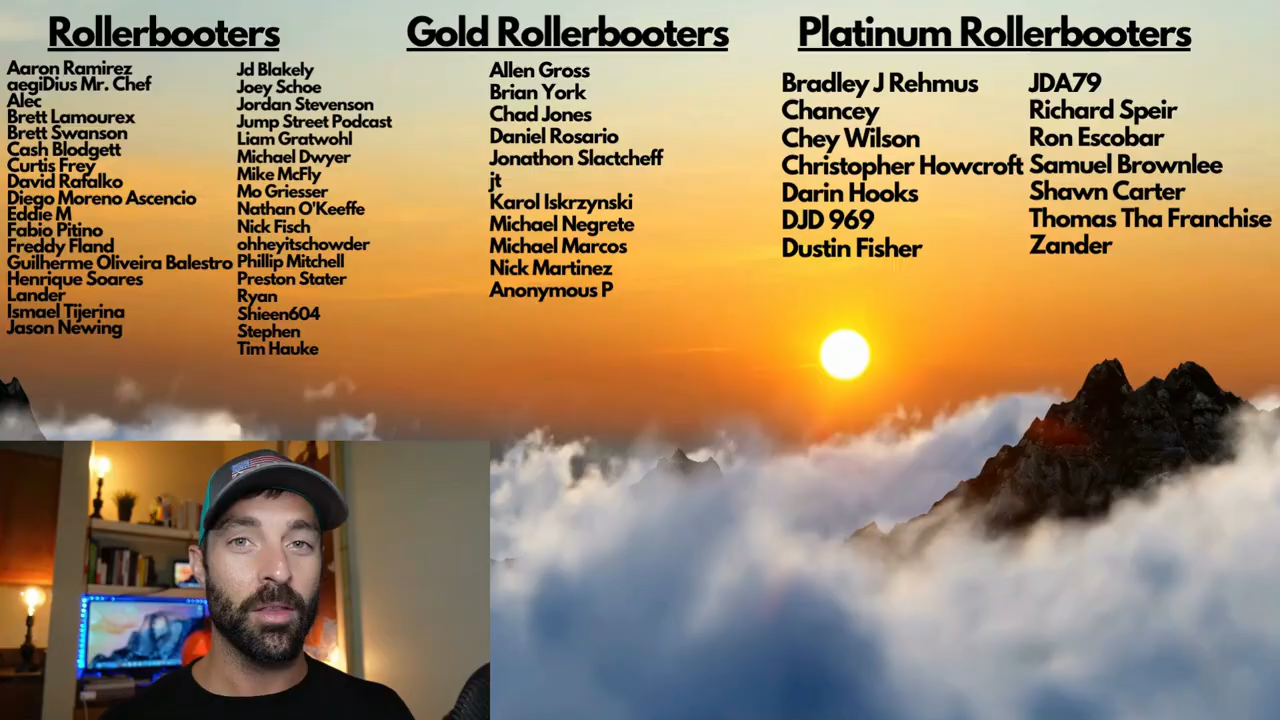 Rollerbooters
Aaron Ramirez
aegiDius Mr. Chef
Alec
Brett Lamourex
Brett Swanson
Cash Blodgett
Curtis Frey
David Rafalko
Diego Moreno Ascencio
Eddie M
Fabio Pitino
Freddy Fland
Guilherme Oliveira Balestro
Henrique Soares
Lander
Ismael Tijerina
Jason Newing
Jd Blakely
Joey Schoe
Jordan Stevenson
Jump Street Podcast
Liam Gratwohl
Michael Dwyer
Mike McFly
Mo Griesser
Nathan O'Keeffe
Nick Fisch
ohheyitschowder
Phillip Mitchell
Preston Stater
Ryan
Shieen604
Stephen
Tim Hauke
Gold Rollerbooters
Allen Gross
Brian York
Chad Jones
Daniel Rosario
Jonathon Slactcheff
jt
Karol Iskrzynski
Michael Negrete
Michael Marcos
Nick Martinez
Anonymous P
Platinum Rollerbooters
Bradley J Rehmus
Chancey
Chey Wilson
Christopher Howcroft
Darin Hooks
DJD 969
Dustin Fisher
JDA79
Richard Speir
Ron Escobar
Samuel Brownlee
Shawn Carter
Thomas Tha Franchise
Zander